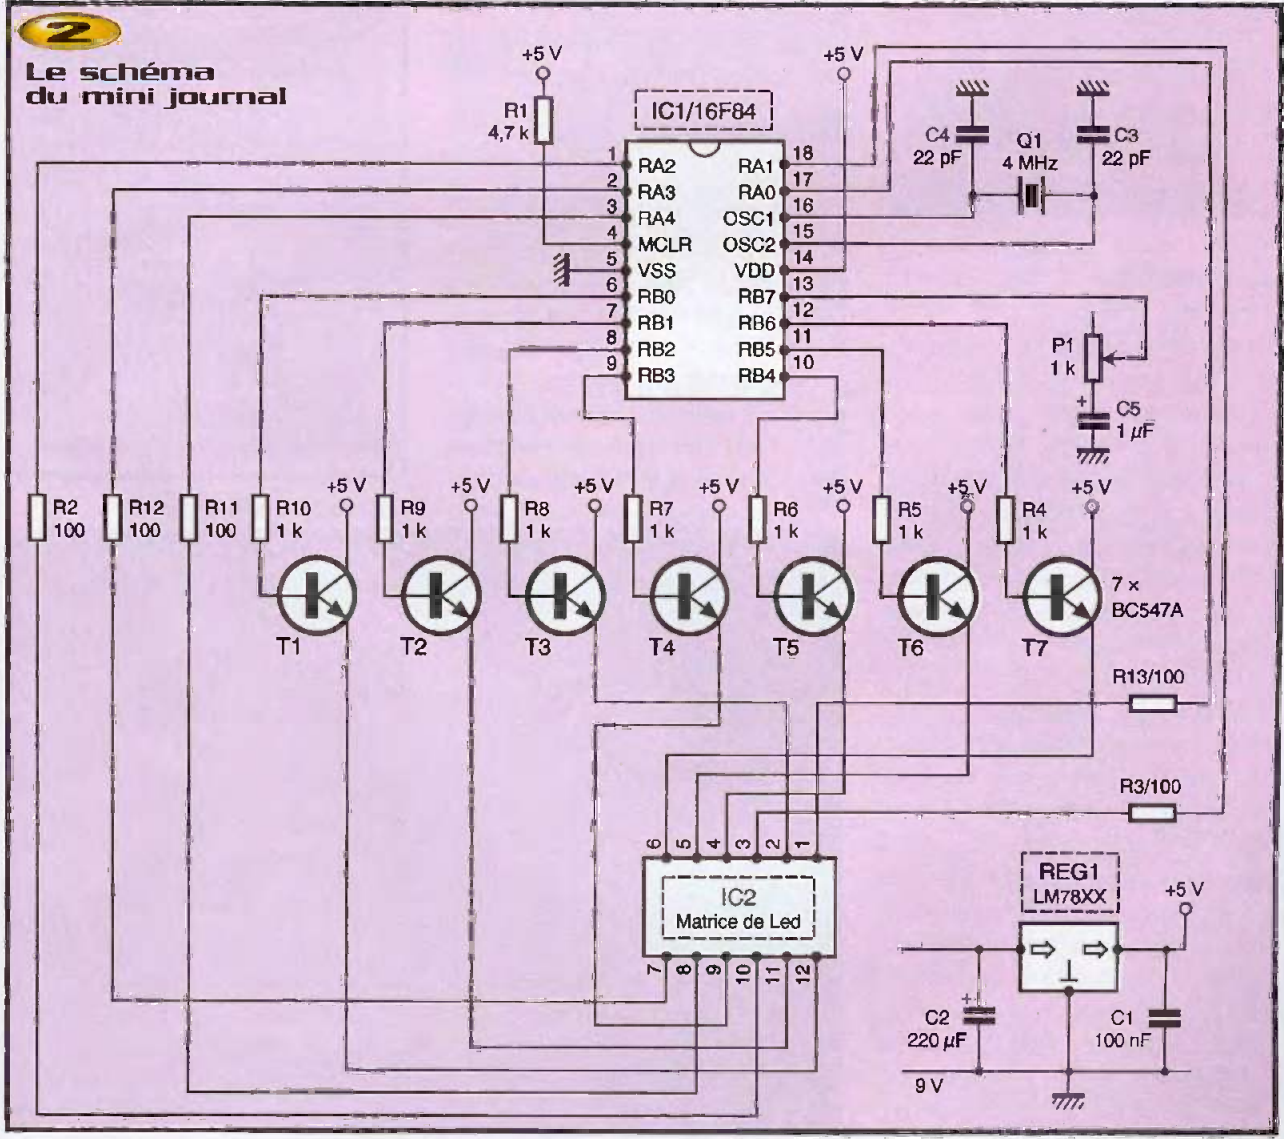 2
Le schéma
du mini journal
+5 V
+5 V
R1
4,7 k
IC1/16F84
C4
22 pF
Q1
4 MHz
C3
22 pF
1 RA2 RA1 18
2 RA3 RA0 17
3 RA4 OSC1 16
4 MCLR OSC2 15
5 VSS VDD 14
6 RB0 RB7 13
7 RB1 RB6 12
8 RB2 RB5 11
9 RB3 RB4 10
P1
1 k
+
C5
1 µF
+5 V +5 V +5 V +5 V +5 V +5 V +5 V
R2
100
R12
100
R11
100
R10
1 k
R9
1 k
R8
1 k
R7
1 k
R6
1 k
R5
1 k
R4
1 k
7 x
BC547A
T1 T2 T3 T4 T5 T6 T7
R13/100
R3/100
6 5 4 3 2 1
IC2
Matrice de Led
7 8 9 10 11 12
REG1
LM78XX
+5 V
+
C2
220 µF
C1
100 nF
9 V